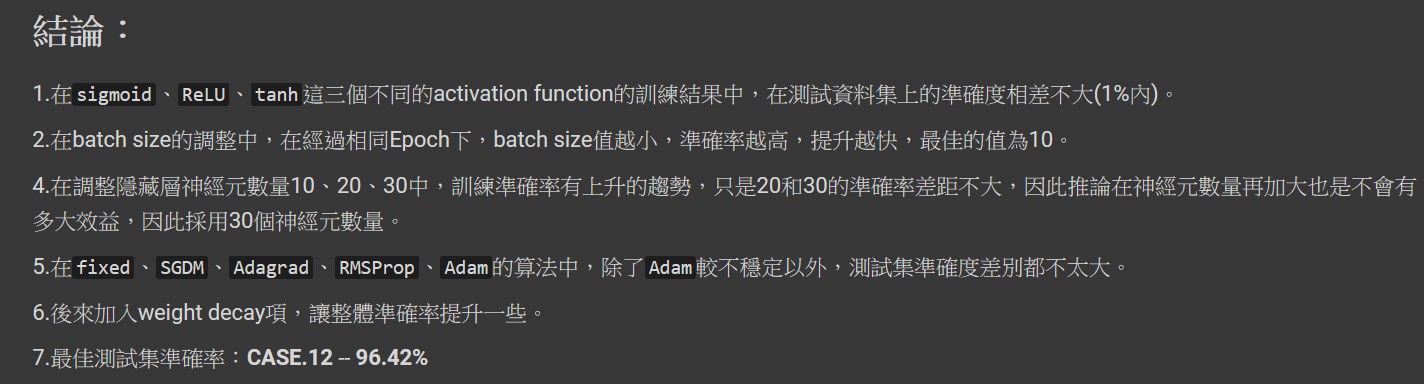 結論：
1.在sigmoid、ReLU、tanh這三個不同的activation function的訓練結果中，在測試資料集上的準確度相差不大(1%內)。
2.在batch size的調整中，在經過相同Epoch下，batch size值越小，準確率越高，提升越快，最佳的值為10。
4.在調整隱藏層神經元數量10、20、30中，訓練準確率有上升的趨勢，只是20和30的準確率差距不大，因此推論在神經元數量再加大也是不會有
多大效益，因此採用30個神經元數量。
5.在fixed、SGDM、Adagrad、RMSProp、Adam的算法中，除了Adam較不穩定以外，測試集準確度差別都不太大。
6.後來加入weight decay項，讓整體準確率提升一些。
7.最佳測試集準確率：CASE.12 -- 96.42%